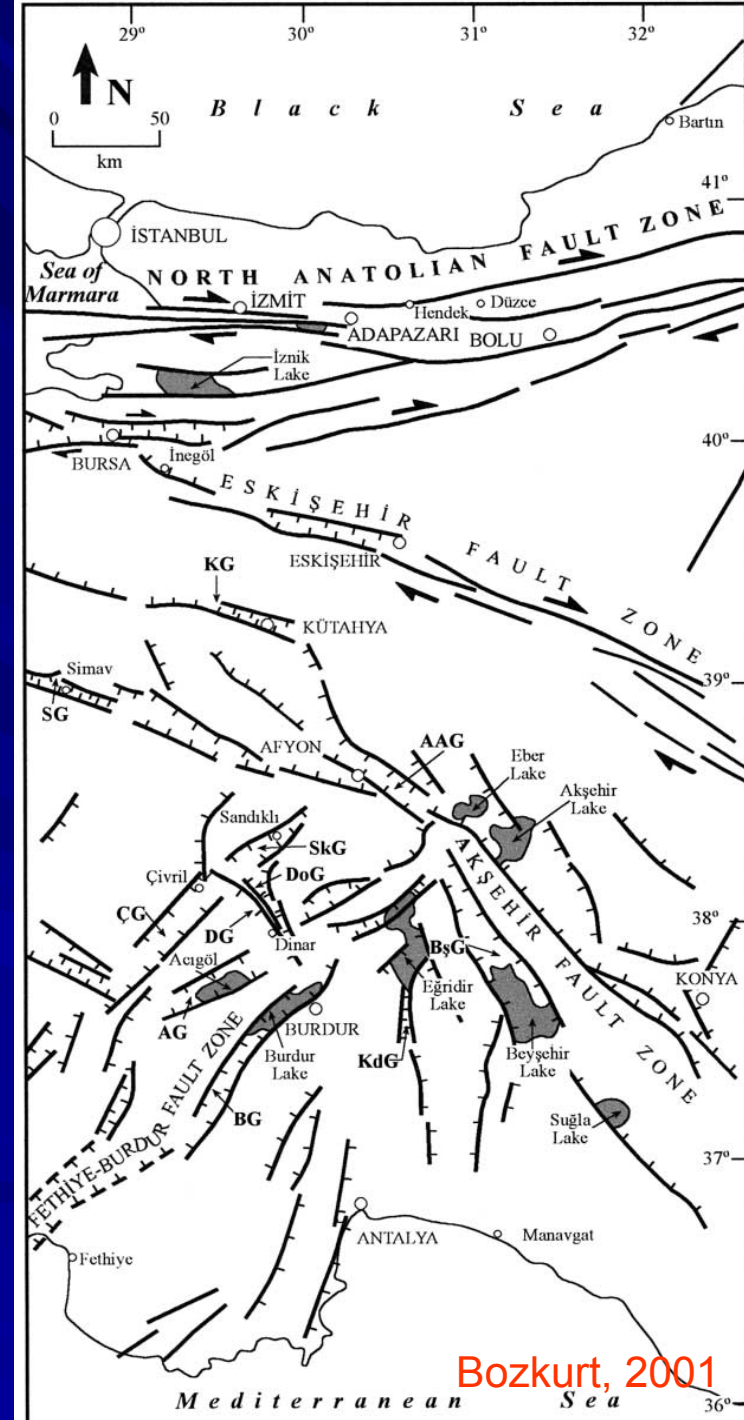 29º 30º 31º 32º
N
0 50
km
Black Sea
Bartın
41º
İSTANBUL
Sea of
Marmara
NORTH ANATOLIAN FAULT ZONE
İZMİT
Hendek
Düzce
ADAPAZARI
BOLU
İznik
Lake
40º
BURSA
İnegöl
ESKİŞEHİR FAULT ZONE
ESKİŞEHİR
KG
KÜTAHYA
39º
Simav
SG
AFYON
AAG
Eber
Lake
Akşehir
Lake
Sandıklı
SkG
DoG
Çivril
AKŞEHİR FAULT ZONE
38º
ÇG
DG
Dinar
BşG
Acıgöl
Eğridir
Lake
KONYA
AG
BURDUR
Burdur
Lake
KdG
Beyşehir
Lake
BG
Suğla
Lake
FETHİYE-BURDUR FAULT ZONE
37º
ANTALYA
Manavgat
Fethiye
Bozkurt, 2001
Mediterranean Sea
36º